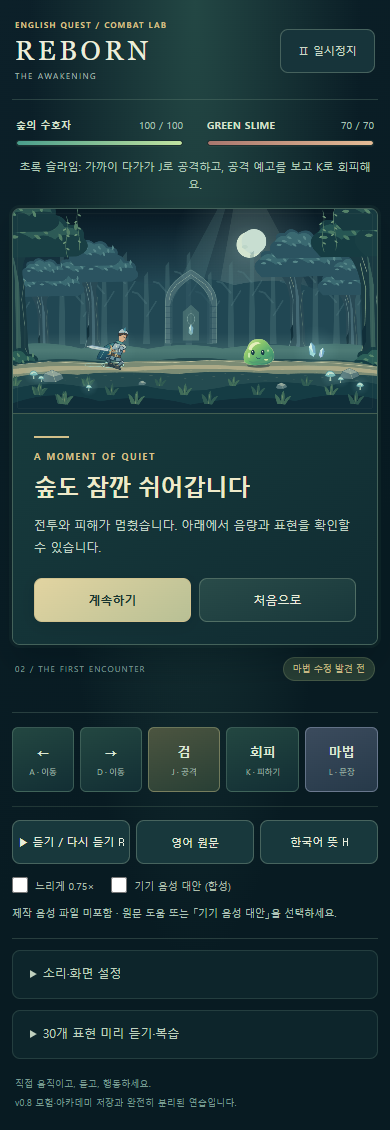 ENGLISH QUEST / COMBAT LAB
REBORN
THE AWAKENING
일시정지
숲의 수호자 100 / 100
GREEN SLIME 70 / 70
초록 슬라임: 가까이 다가가 J로 공격하고, 공격 예고를 보고 K로 회피해
요.
A MOMENT OF QUIET
숲도 잠깐 쉬어갑니다
전투와 피해가 멈췄습니다. 아래에서 음량과 표현을 확인할
수 있습니다.
계속하기
처음으로
02 / THE FIRST ENCOUNTER
마법 수정 발견 전
← → 검 회피 마법
A · 이동 D · 이동 J · 공격 K · 피하기 L · 문장
▶ 듣기 / 다시 듣기 R
영어 원문
한국어 뜻 H
느리게 0.75×
기기 음성 대안 (합성)
제작 음성 파일 미포함 · 원문 도움 또는 「기기 음성 대안」을 선택하세요.
▶ 소리·화면 설정
▶ 30개 표현 미리 듣기·복습
직접 움직이고, 듣고, 행동하세요.
v0.8 모험·아카데미 저장과 완전히 분리된 연습입니다.